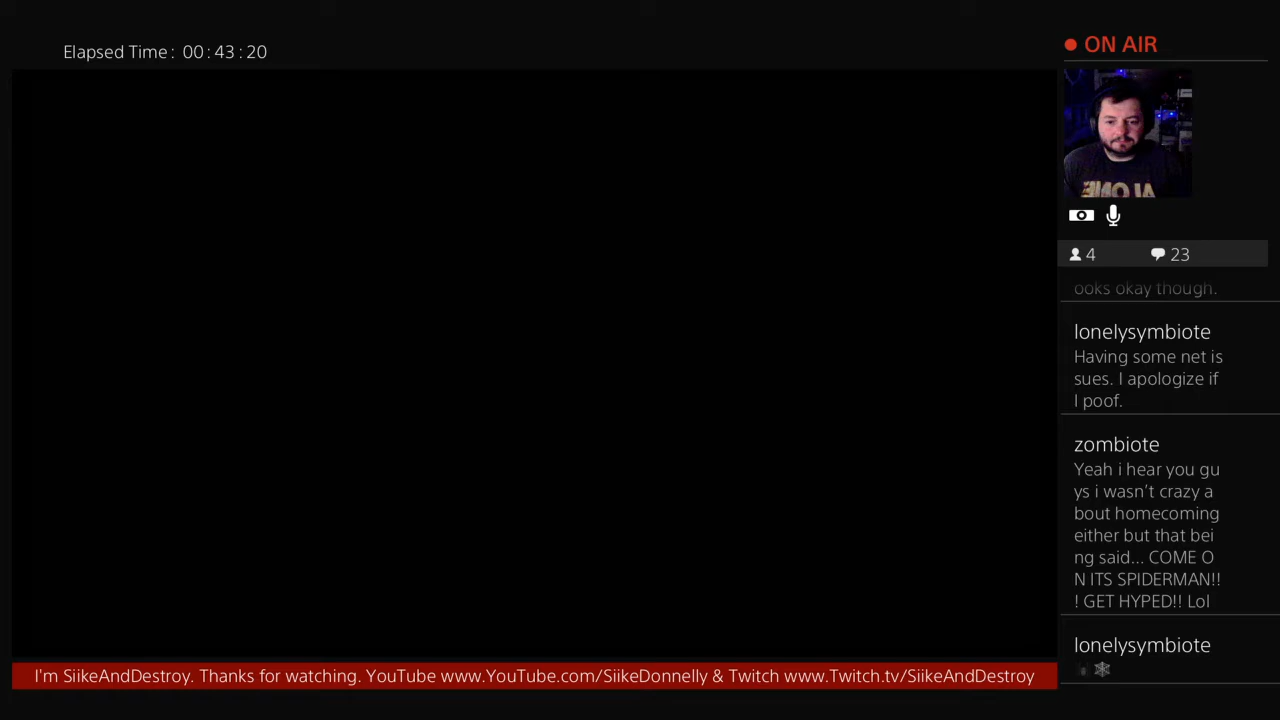 Elapsed Time: 00:43:20
ON AIR
4 23
ooks okay though.
lonelysymbiote
Having some net is
sues. I apologize if
I poof.
zombiote
Yeah i hear you gu
ys i wasn't crazy a
bout homecoming
either but that bei
ng said... COME O
N ITS SPIDERMAN!!
! GET HYPED!! Lol
lonelysymbiote
I'm SiikeAndDestroy. Thanks for watching. YouTube www.YouTube.com/SiikeDonnelly & Twitch www.Twitch.tv/SiikeAndDestroy